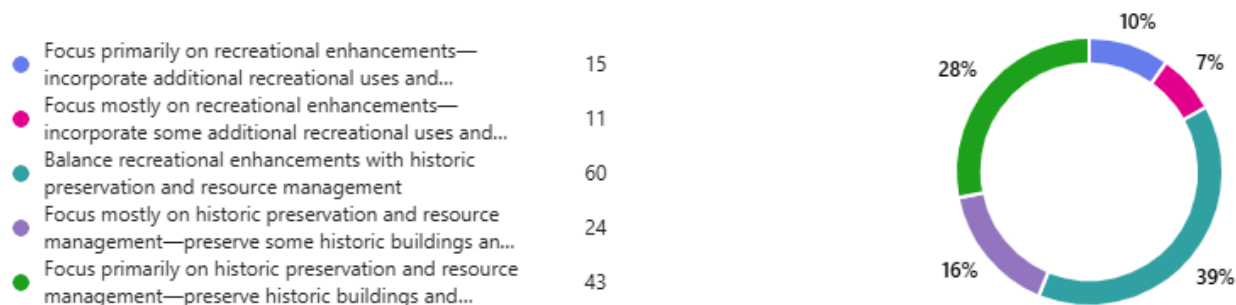 Focus primarily on recreational enhancements—
incorporate additional recreational uses and...
15
Focus mostly on recreational enhancements—
incorporate some additional recreational uses and...
11
Balance recreational enhancements with historic
preservation and resource management
60
Focus mostly on historic preservation and resource
management—preserve some historic buildings an...
24
Focus primarily on historic preservation and resource
management—preserve historic buildings and...
43
10%
7%
28%
16%
39%